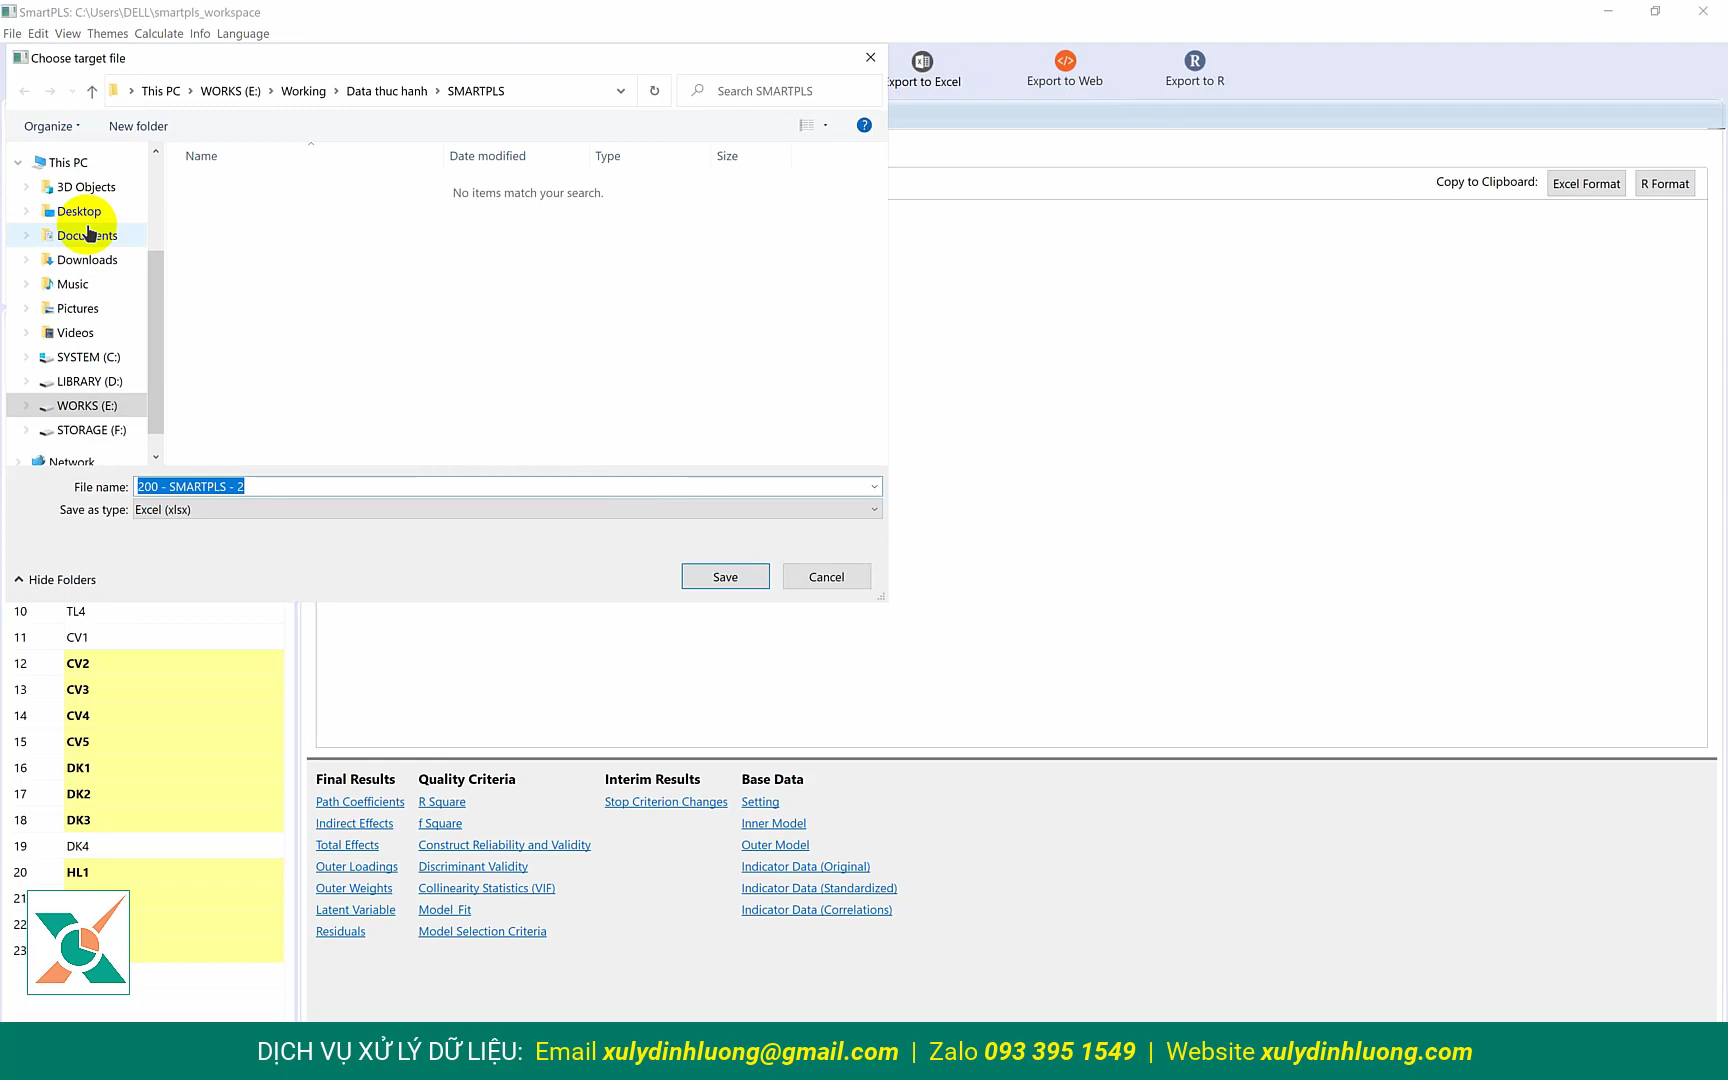 SmartPLS: C:\Users\DELL\smartpls_workspace
File Edit View Themes Calculate Info Language
Choose target file
This PC > WORKS (E:) > Working > Data thuc hanh > SMARTPLS
Search SMARTPLS
Export to Web
Export to R
Organize
New folder
Name
Date modified
Type
Size
No items match your search.
This PC
3D Objects
Desktop
Downloads
Music
Pictures
Videos
SYSTEM (C:)
LIBRARY (D:)
WORKS (E:)
STORAGE (F:)
Network
File name: 200 - SMARTPLS - 2
Save as type: Excel (xlsx)
Hide Folders
Save
Cancel
Copy to Clipboard:
Excel Format
R Format
10 TL4
11 CV1
12 CV2
13 CV3
14 CV4
15 CV5
16 DK1
17 DK2
18 DK3
19 DK4
20 HL1
21
22
23
Final Results
Path Coefficients
Indirect Effects
Total Effects
Outer Loadings
Outer Weights
Latent Variable
Residuals
Quality Criteria
R Square
f Square
Construct Reliability and Validity
Discriminant Validity
Collinearity Statistics (VIF)
Model_Fit
Model Selection Criteria
Interim Results
Stop Criterion Changes
Base Data
Setting
Inner Model
Outer Model
Indicator Data (Original)
Indicator Data (Standardized)
Indicator Data (Correlations)
DỊCH VỤ XỬ LÝ DỮ LIỆU: Email xulydinhluong@gmail.com | Zalo 093 395 1549 | Website xulydinhluong.com